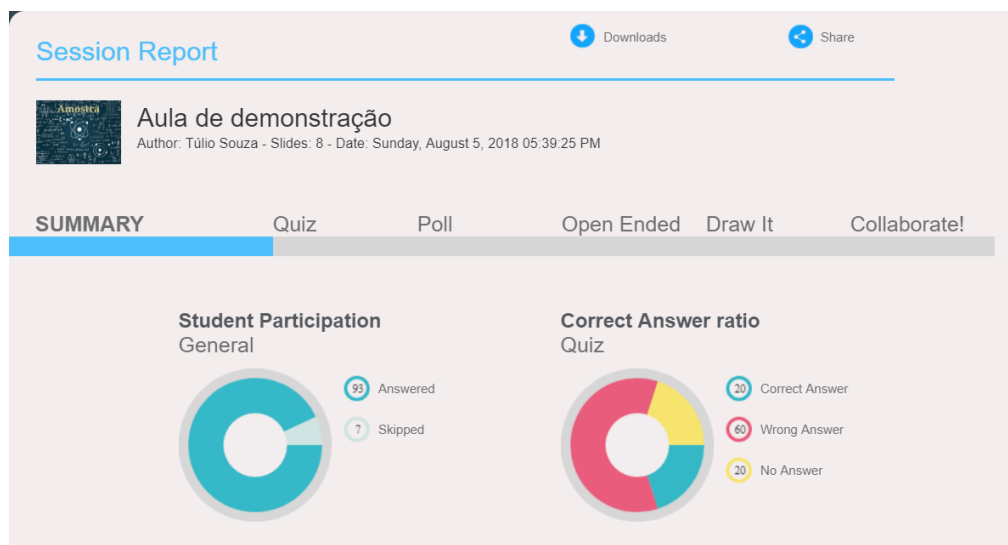 Downloads
Share
Session Report
Amostra
Aula de demonstração
Author: Túlio Souza - Slides: 8 - Date: Sunday, August 5, 2018 05:39:25 PM
SUMMARY Quiz Poll Open Ended Draw It Collaborate!
Student Participation
General
93 Answered
7 Skipped
Correct Answer ratio
Quiz
20 Correct Answer
60 Wrong Answer
20 No Answer